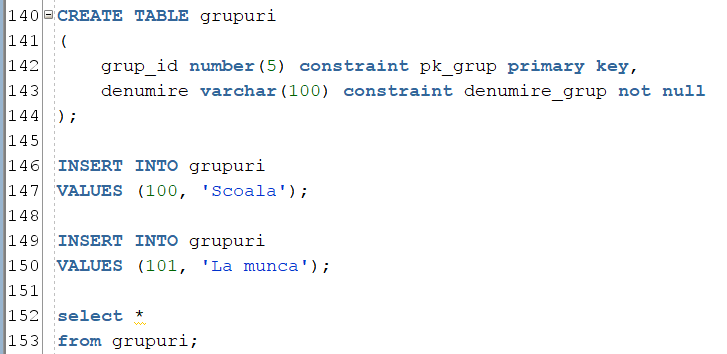 140 CREATE TABLE grupuri
141 (
142     grup_id number(5) constraint pk_grup primary key,
143     denumire varchar(100) constraint denumire_grup not null
144 );
145
146 INSERT INTO grupuri
147 VALUES (100, 'Scoala');
148
149 INSERT INTO grupuri
150 VALUES (101, 'La munca');
151
152 select *
153 from grupuri;